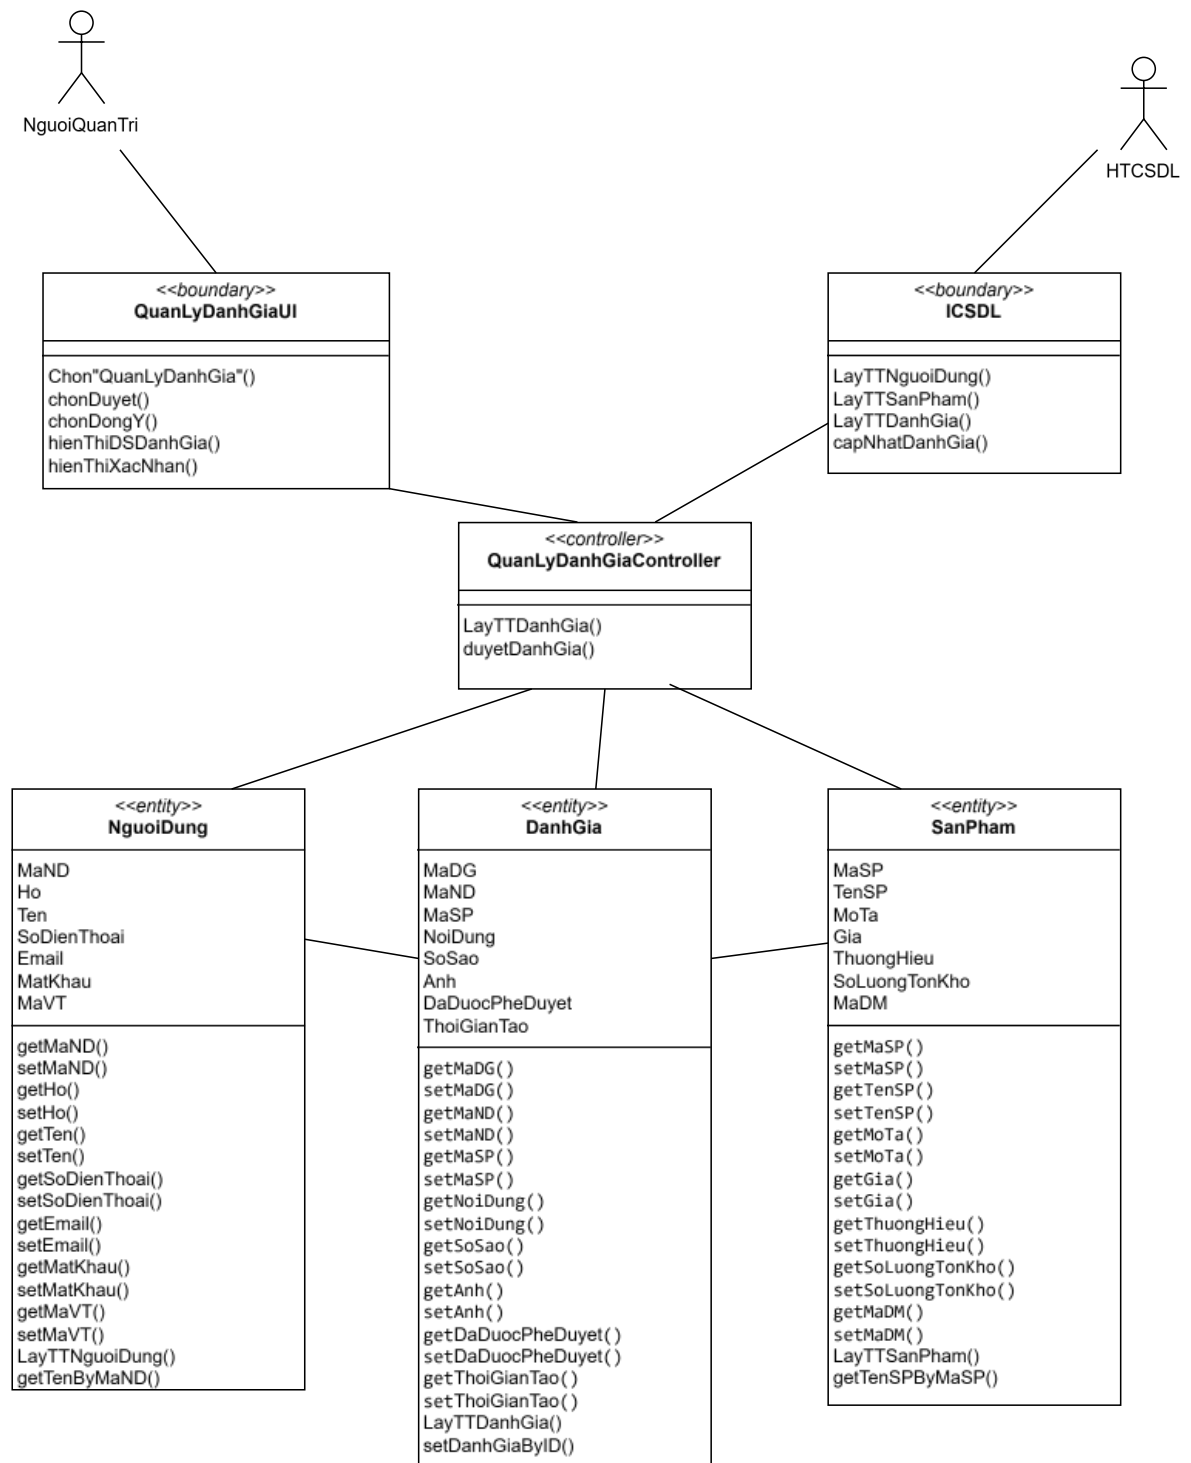 NguoiQuanTri
HTCSDL
<<boundary>>
QuanLyDanhGiaUI
Chon"QuanLyDanhGia"()
chonDuyet()
chonDongY()
hienThiDSDanhGia()
hienThiXacNhan()
<<boundary>>
ICSDL
LayTTNguoiDung()
LayTTSanPham()
LayTTDanhGia()
capNhatDanhGia()
<<controller>>
QuanLyDanhGiaController
LayTTDanhGia()
duyetDanhGia()
<<entity>>
NguoiDung
MaND
Ho
Ten
SoDienThoai
Email
MatKhau
MaVT
getMaND()
setMaND()
getHo()
setHo()
getTen()
setTen()
getSoDienThoai()
setSoDienThoai()
getEmail()
setEmail()
getMatKhau()
setMatKhau()
getMaVT()
setMaVT()
LayTTNguoiDung()
getTenByMaND()
<<entity>>
DanhGia
MaDG
MaND
MaSP
NoiDung
SoSao
Anh
DaDuocPheDuyet
ThoiGianTao
getMaDG()
setMaDG()
getMaND()
setMaND()
getMaSP()
setMaSP()
getNoiDung()
setNoiDung()
getSoSao()
setSoSao()
getAnh()
setAnh()
getDaDuocPheDuyet()
setDaDuocPheDuyet()
getThoiGianTao()
setThoiGianTao()
LayTTDanhGia()
setDanhGiaByID()
<<entity>>
SanPham
MaSP
TenSP
MoTa
Gia
ThuongHieu
SoLuongTonKho
MaDM
getMaSP()
setMaSP()
getTenSP()
setTenSP()
getMoTa()
setMoTa()
getGia()
setGia()
getThuongHieu()
setThuongHieu()
getSoLuongTonKho()
setSoLuongTonKho()
getMaDM()
setMaDM()
LayTTSanPham()
getTenSPByMaSP()